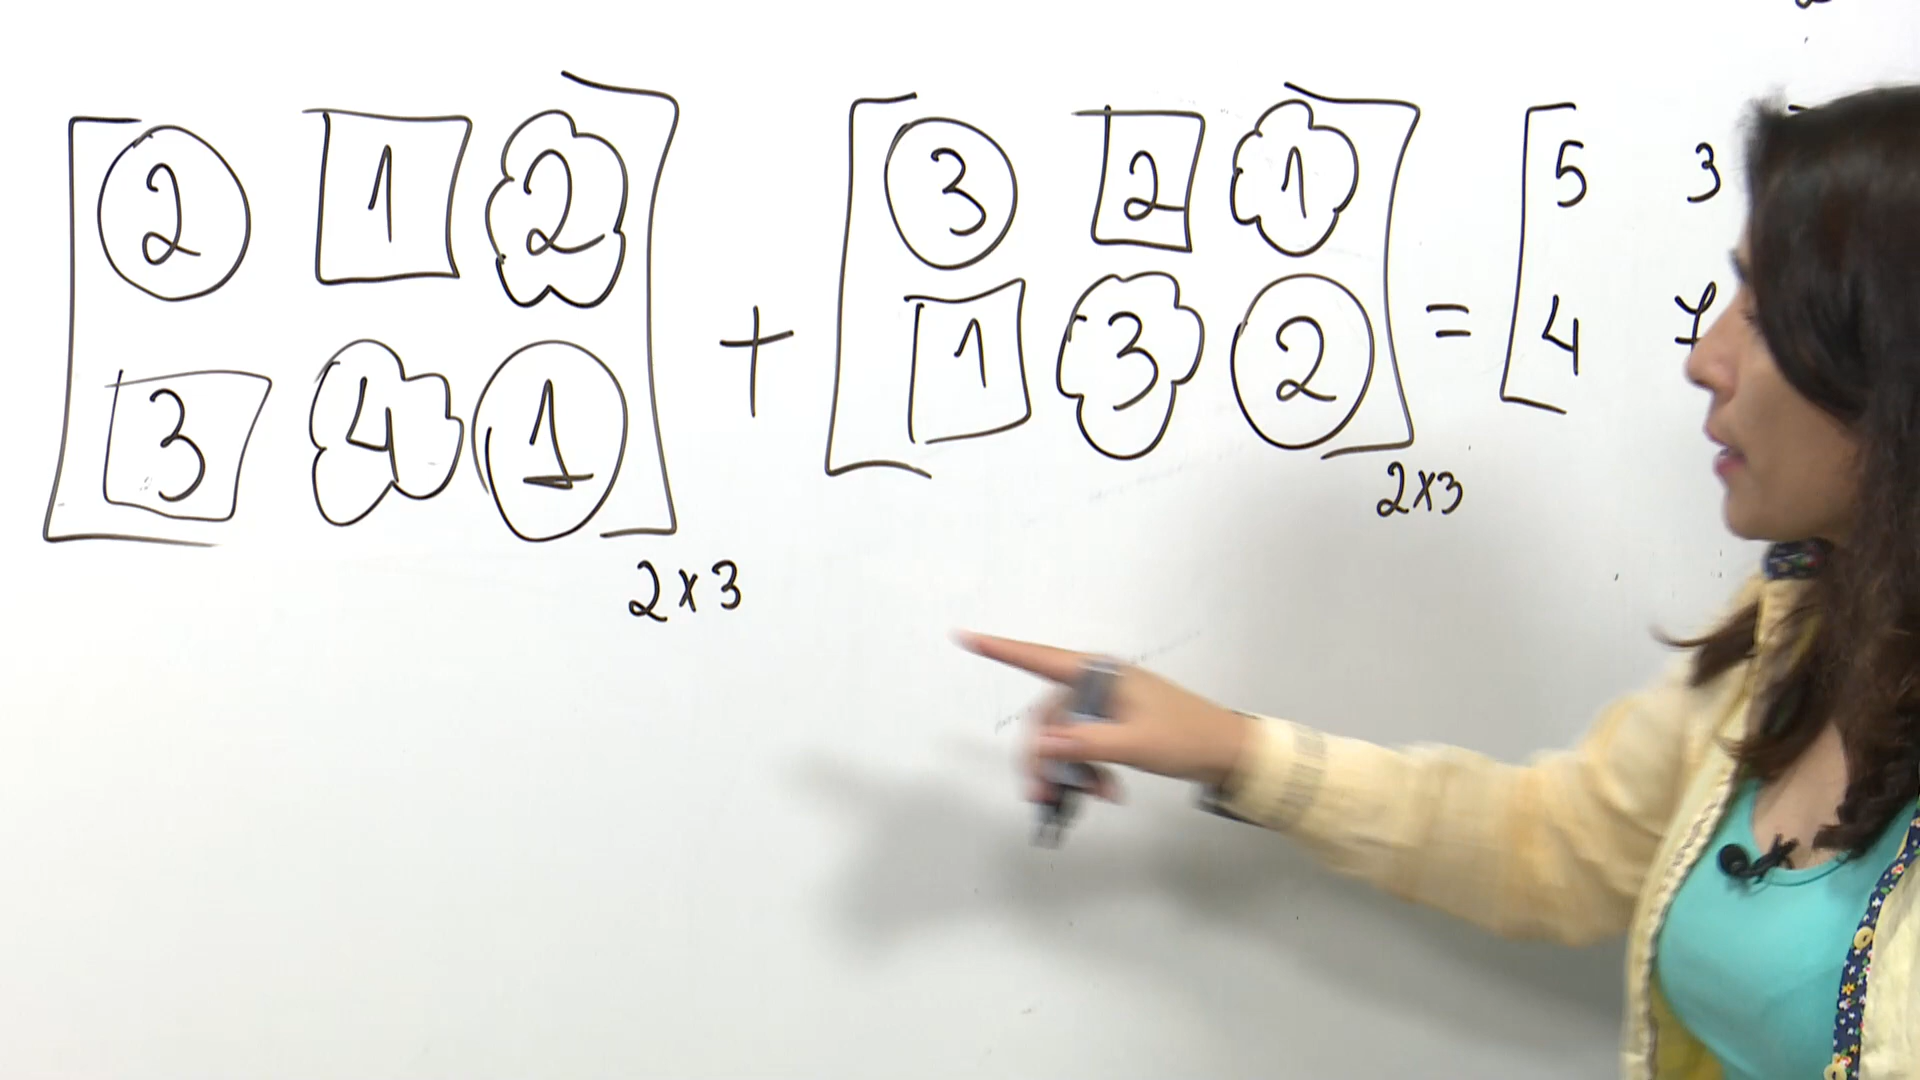 [2 1 2] + [3 2 1] = [5 3
[3 4 1] [1 3 2] [4 7
2x3 2x3